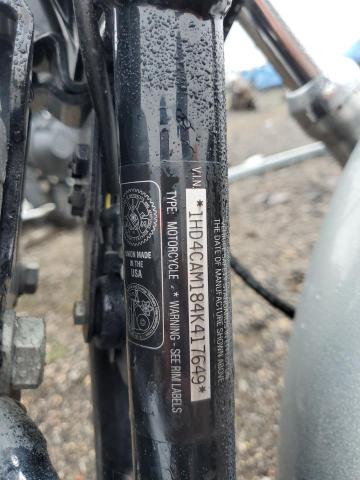 V.I.N.
*1HD4CAM184K417649*
THE DATE OF MANUFACTURE SHOWN ABOVE.
TYPE: MOTORCYCLE * WARNING - SEE RIM LABELS
UNION MADE
IN THE
USA